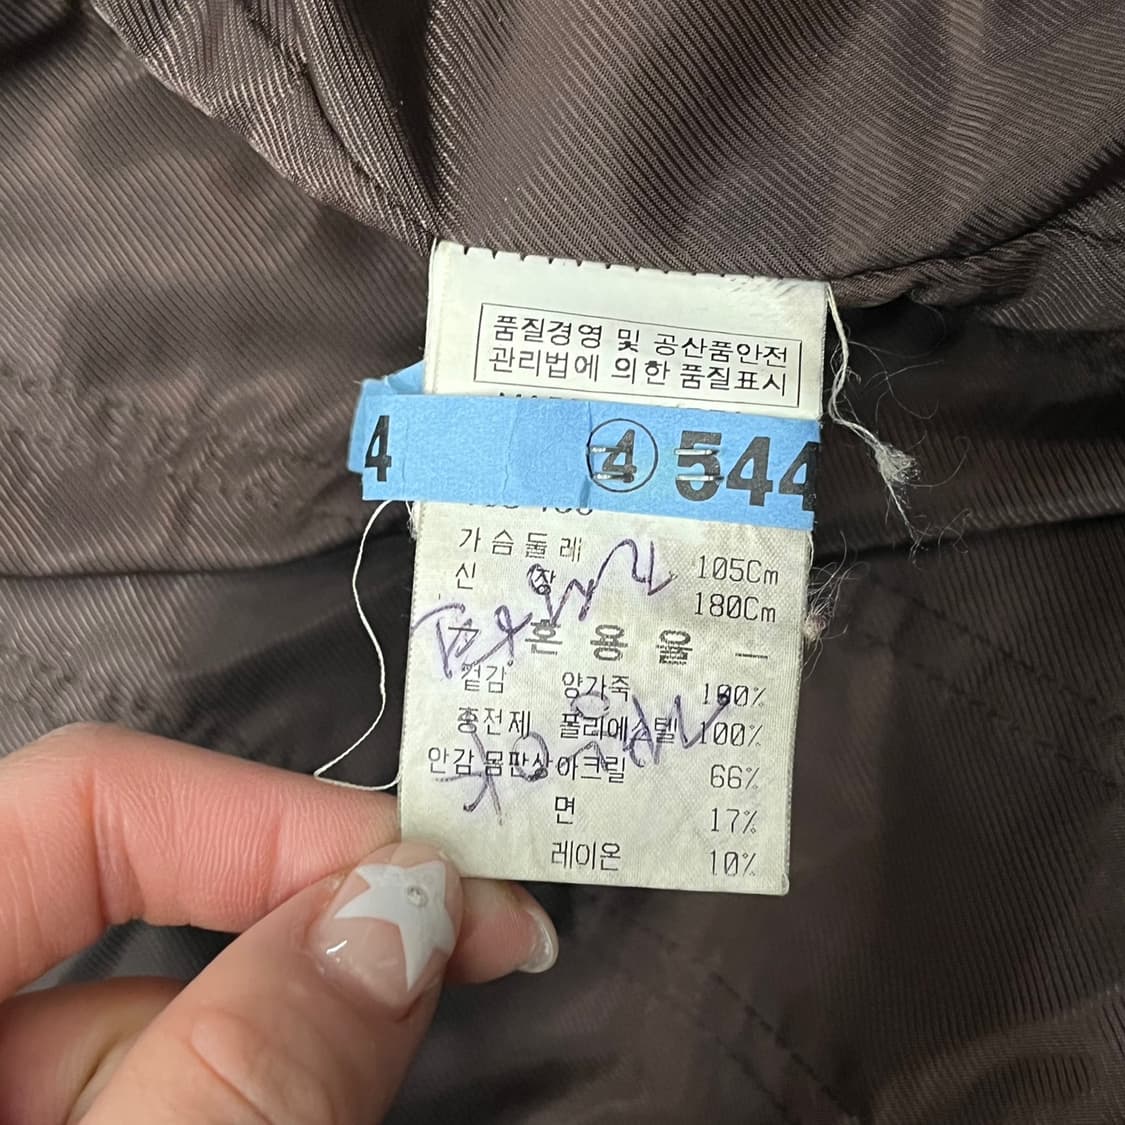 품질경영 및 공산품안전
관리법에 의한 품질표시
4 4 544
가슴둘레 105Cm
신 장 180Cm
혼 용 율
겉감 양가죽 100%
충전제 폴리에스텔 100%
안감 몸판상 아크릴 66%
면 17%
레이온 10%